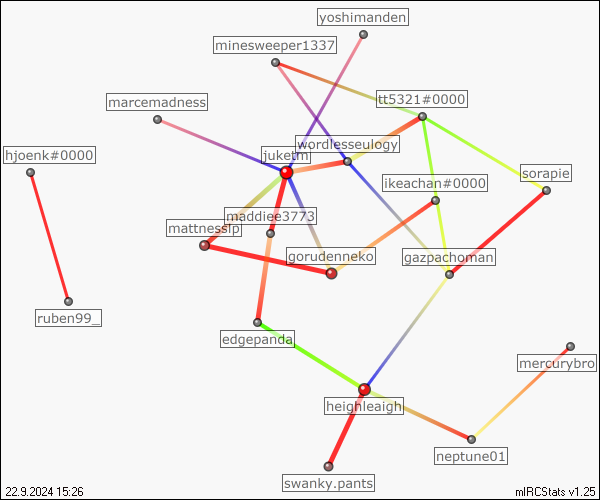 yoshimanden
minesweeper1337
marcemadness
tt5321#0000
wordlesseulogy
juketm
hjoenk#0000
sorapie
ikeachan#0000
maddiee3773
mattnessfp
gorudenneko
gazpachoman
ruben99_
edgepanda
mercurybro
heighleaigh
neptune01
swanky.pants
22.9.2024 15:26
mIRCStats v1.25